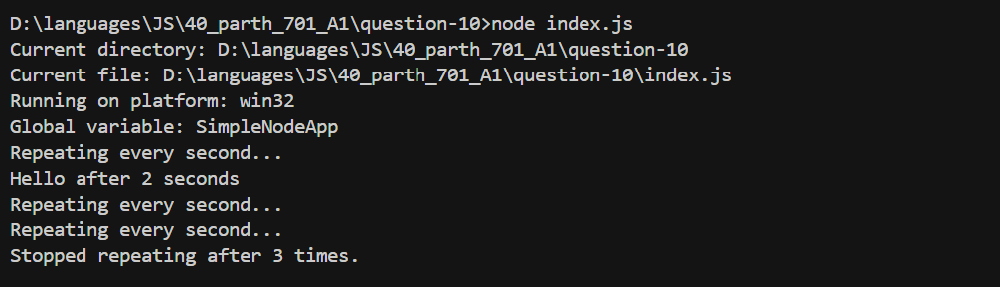 D:\languages\JS\40_parth_701_A1\question-10>node index.js
Current directory: D:\languages\JS\40_parth_701_A1\question-10
Current file: D:\languages\JS\40_parth_701_A1\question-10\index.js
Running on platform: win32
Global variable: SimpleNodeApp
Repeating every second...
Hello after 2 seconds
Repeating every second...
Repeating every second...
Stopped repeating after 3 times.